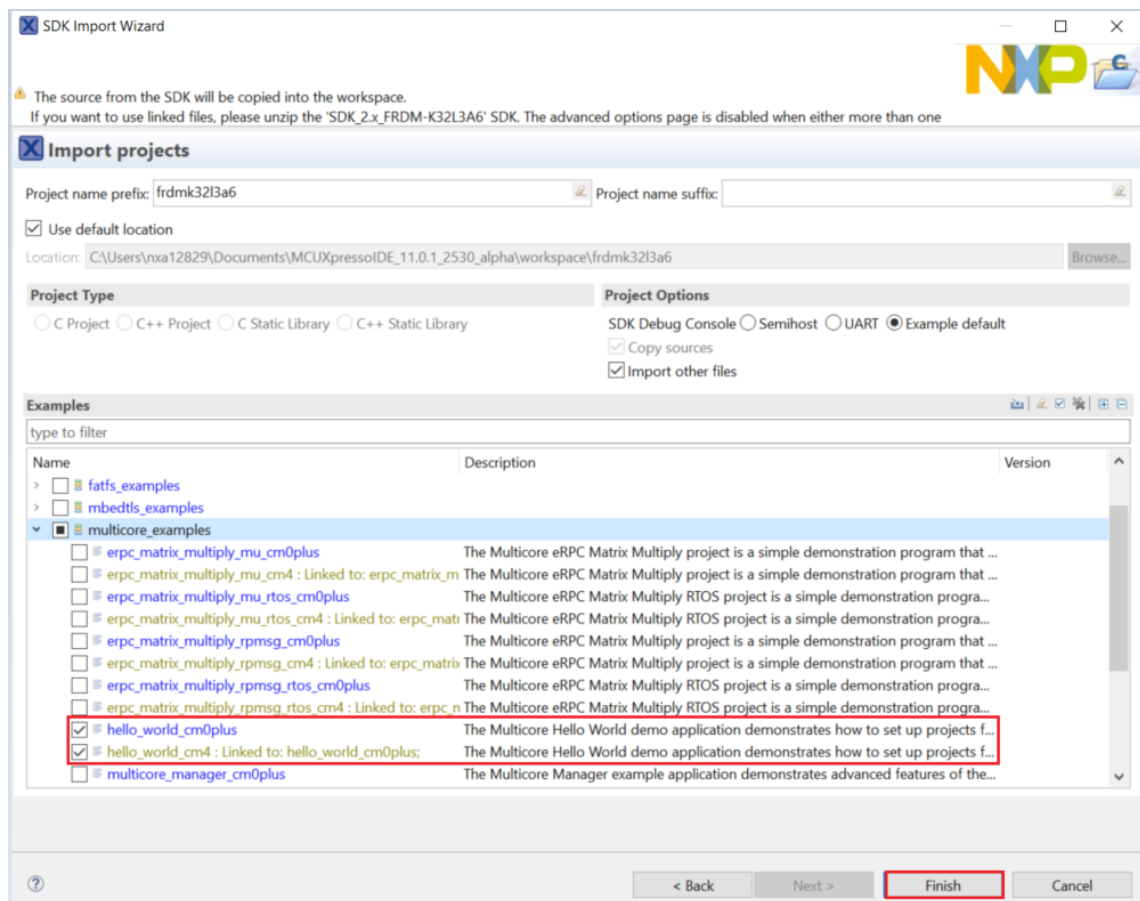 SDK Import Wizard
NXP
The source from the SDK will be copied into the workspace.
If you want to use linked files, please unzip the 'SDK_2.x_FRDM-K32L3A6' SDK. The advanced options page is disabled when either more than one
Import projects
Project name prefix: frdmk32l3a6 Project name suffix:
Use default location
Location: C:\Users\nxa12829\Documents\MCUXpressoIDE_11.0.1_2530_alpha\workspace\frdmk32l3a6 Browse...
Project Type Project Options
C Project C++ Project C Static Library C++ Static Library SDK Debug Console Semihost UART Example default
Copy sources
Import other files
Examples
type to filter
Name Description Version
fatfs_examples
mbedtls_examples
multicore_examples
erpc_matrix_multiply_mu_cm0plus The Multicore eRPC Matrix Multiply project is a simple demonstration program that ...
erpc_matrix_multiply_mu_cm4 : Linked to: erpc_matrix_m The Multicore eRPC Matrix Multiply project is a simple demonstration program that ...
erpc_matrix_multiply_mu_rtos_cm0plus The Multicore eRPC Matrix Multiply RTOS project is a simple demonstration progra...
erpc_matrix_multiply_mu_rtos_cm4 : Linked to: erpc_matr The Multicore eRPC Matrix Multiply RTOS project is a simple demonstration progra...
erpc_matrix_multiply_rpmsg_cm0plus The Multicore eRPC Matrix Multiply project is a simple demonstration program that ...
erpc_matrix_multiply_rpmsg_cm4 : Linked to: erpc_matrix The Multicore eRPC Matrix Multiply project is a simple demonstration program that ...
erpc_matrix_multiply_rpmsg_rtos_cm0plus The Multicore eRPC Matrix Multiply RTOS project is a simple demonstration progra...
erpc_matrix_multiply_rpmsg_rtos_cm4 : Linked to: erpc_n The Multicore eRPC Matrix Multiply RTOS project is a simple demonstration progra...
hello_world_cm0plus The Multicore Hello World demo application demonstrates how to set up projects f...
hello_world_cm4 : Linked to: hello_world_cm0plus; The Multicore Hello World demo application demonstrates how to set up projects f...
multicore_manager_cm0plus The Multicore Manager example application demonstrates advanced features of the...
< Back Next > Finish Cancel